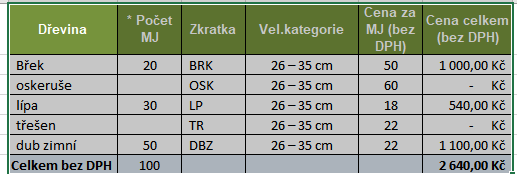 Dřevina * Počet MJ Zkratka Vel.kategorie Cena za MJ (bez DPH) Cena celkem (bez DPH)
Břek 20 BRK 26 – 35 cm 50 1 000,00 Kč
oskeruše OSK 26 – 35 cm 60 - Kč
lípa 30 LP 26 – 35 cm 18 540,00 Kč
třešen TR 26 – 35 cm 22 - Kč
dub zimní 50 DBZ 26 – 35 cm 22 1 100,00 Kč
Celkem bez DPH 100 2 640,00 Kč